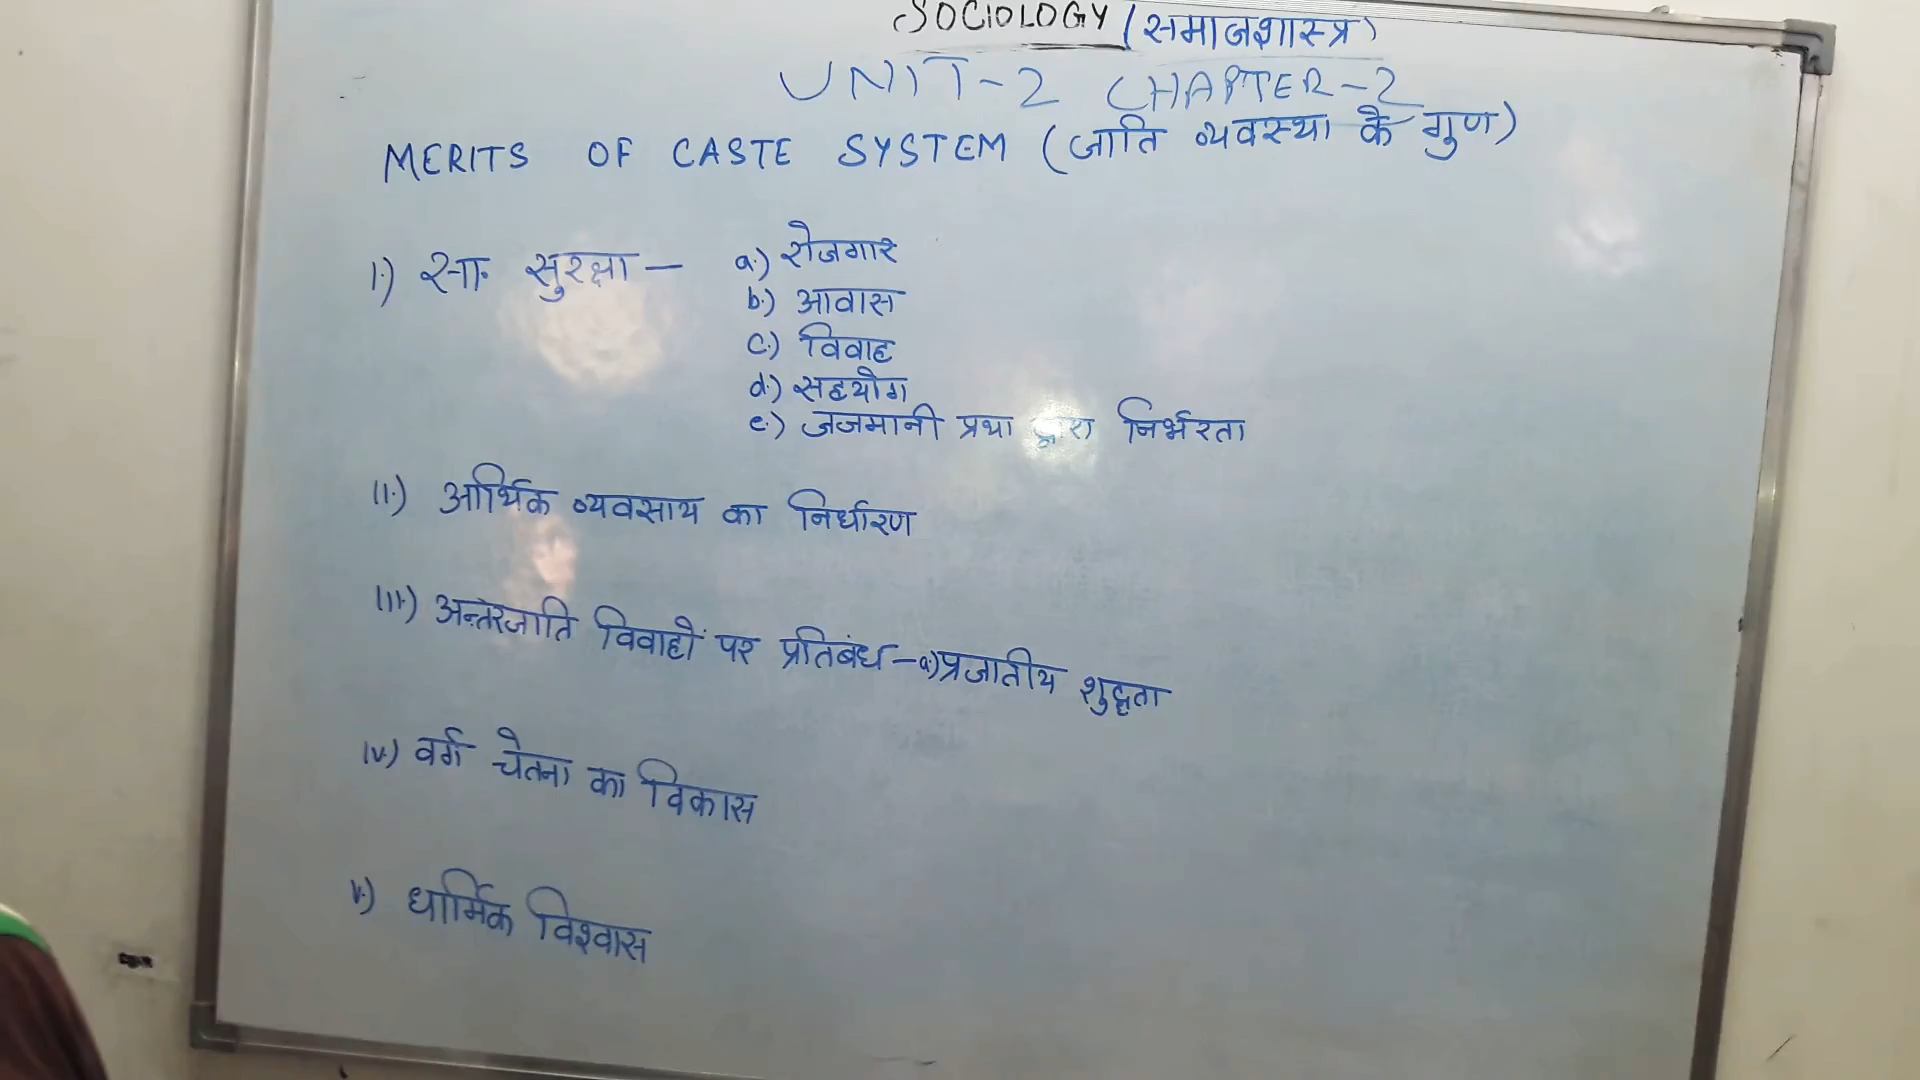 SOCIOLOGY (समाजशास्त्र)
UNIT-2 CHAPTER-2
MERITS OF CASTE SYSTEM (जाति व्यवस्था के गुण)
I.) सा. सुरक्षा – a.) रोजगार
b.) आवास
c.) विवाह
d.) सहयोग
e.) जजमानी प्रथा द्वारा निर्भरता
II.) आर्थिक व्यवसाय का निर्धारण
III.) अन्तरजाति विवाहों पर प्रतिबंध – a.) प्रजातीय शुद्धता
IV.) वर्ग चेतना का विकास
V.) धार्मिक विश्वास